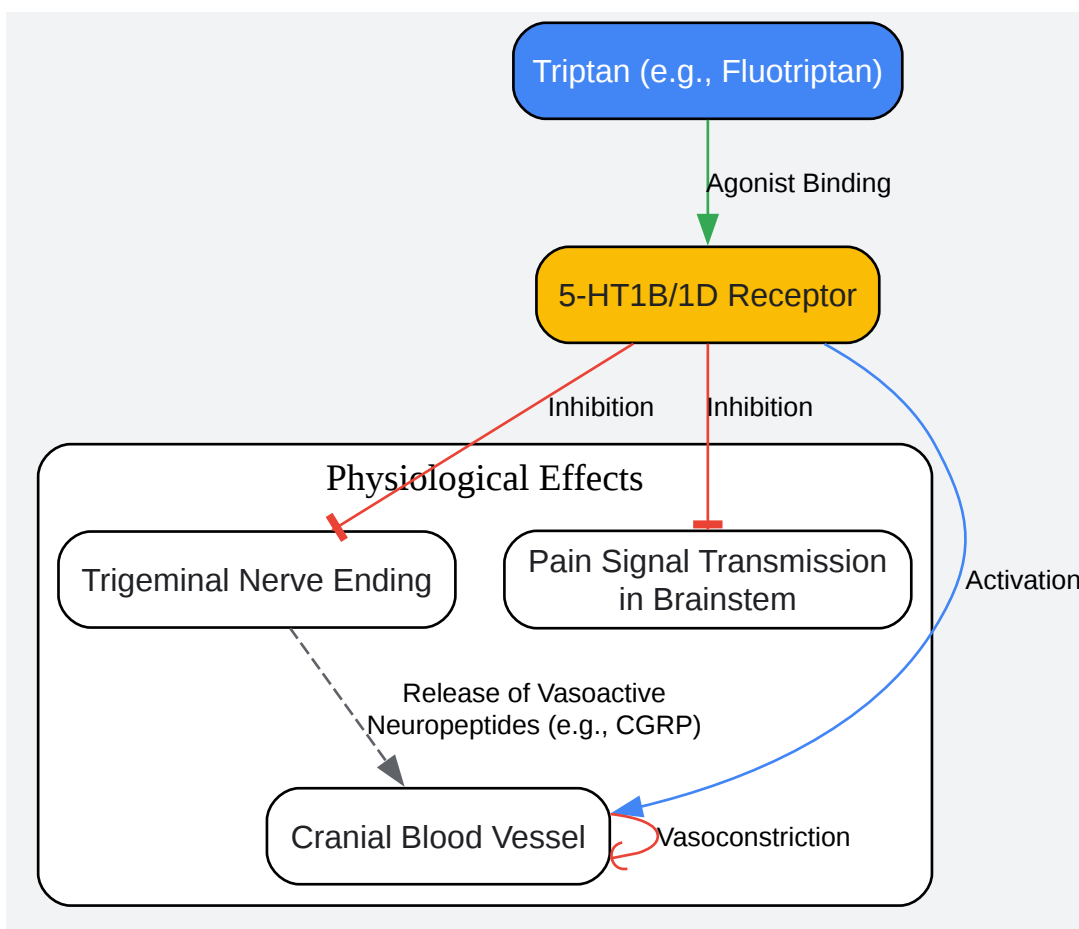 Triptan (e.g., Fluotriptan)
Agonist Binding
5-HT1B/1D Receptor
Inhibition
Inhibition
Physiological Effects
Trigeminal Nerve Ending
Pain Signal Transmission
in Brainstem
Activation
Release of Vasoactive
Neuropeptides (e.g., CGRP)
Cranial Blood Vessel
Vasoconstriction